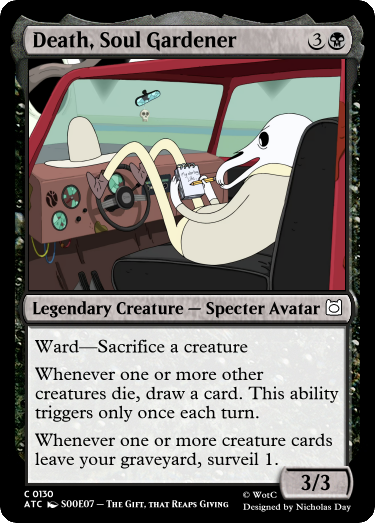 Death, Soul Gardener 3
Legendary Creature — Specter Avatar
Ward—Sacrifice a creature
Whenever one or more other
creatures die, draw a card. This ability
triggers only once each turn.
Whenever one or more creature cards
leave your graveyard, surveil 1.
3/3
C 0130
ATC S00E07 – The Gift, that Reaps Giving
© WotC
Designed by Nicholas Day